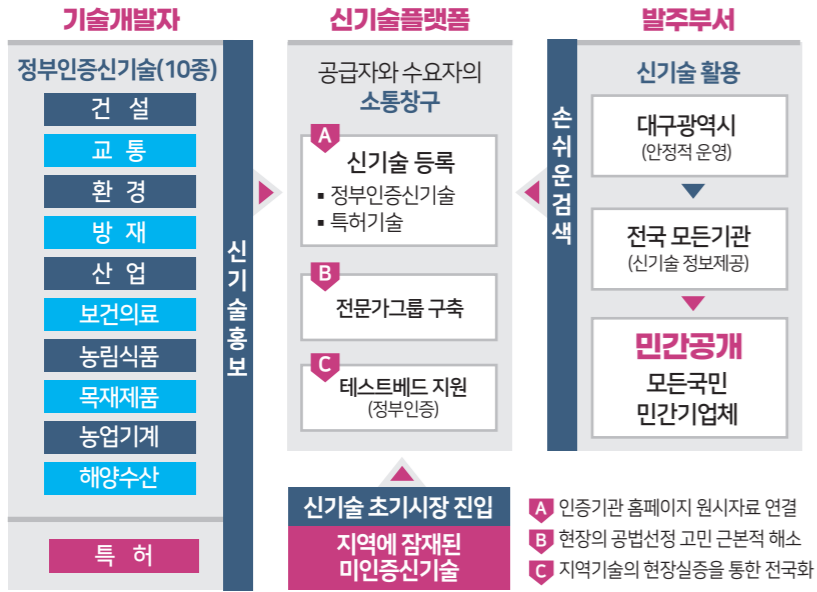 기술개발자
정부인증신기술(10종)
건 설
교 통
환 경
방 재
산 업
보건의료
농림식품
목재제품
농업기계
해양수산
특 허
신기술홍보
신기술플랫폼
공급자와 수요자의
소통창구
A
신기술 등록
▪ 정부인증신기술
▪ 특허기술
B
전문가그룹 구축
C
테스트베드 지원
(정부인증)
신기술 초기시장 진입
지역에 잠재된
미인증신기술
발주부서
손쉬운검색
신기술 활용
대구광역시
(안정적 운영)
전국 모든기관
(신기술 정보제공)
민간공개
모든국민
민간기업체
A 인증기관 홈페이지 원시자료 연결
B 현장의 공법선정 고민 근본적 해소
C 지역기술의 현장실증을 통한 전국화